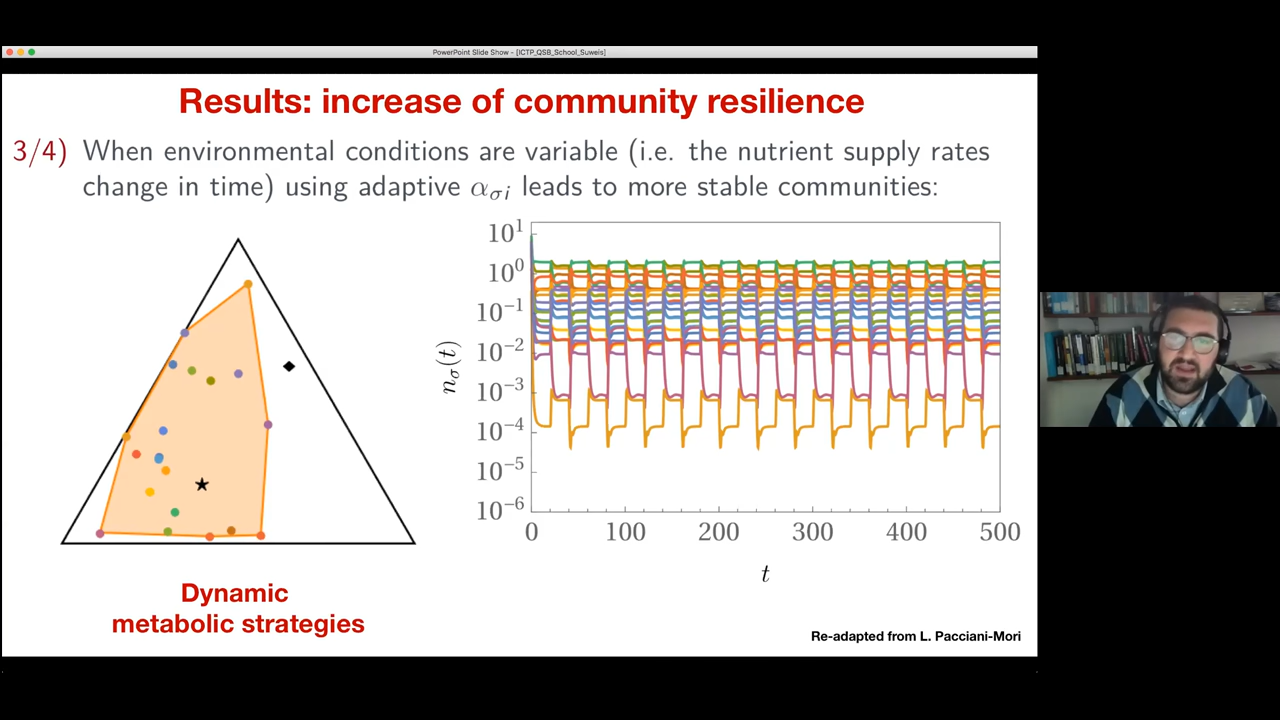 PowerPoint Slide Show - [ICTP_QSB_School_Suweis]
Results: increase of community resilience
3/4) When environmental conditions are variable (i.e. the nutrient supply rates
change in time) using adaptive ασi leads to more stable communities:
10¹
10⁰
10⁻¹
10⁻²
10⁻³
10⁻⁴
10⁻⁵
10⁻⁶
nσ(t)
0 100 200 300 400 500
t
Dynamic
metabolic strategies
Re-adapted from L. Pacciani-Mori